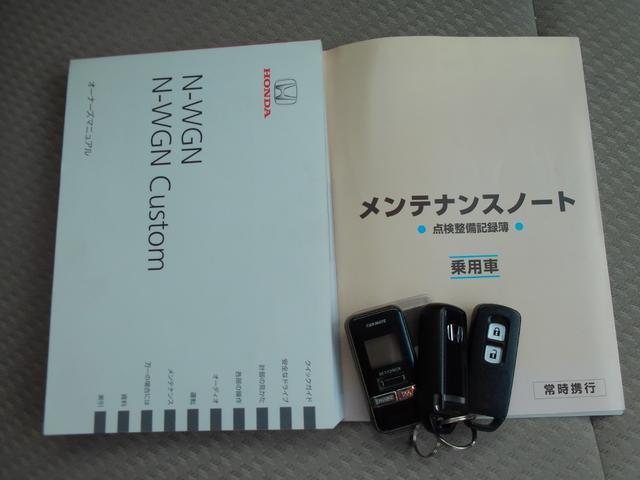 HONDA
N-WGN
N-WGN Custom
オーナーズマニュアル
クイックガイド
安全なドライブ
計器の見かた
各部の操作
オーディオ
運転
メンテナンス
万一の場合には
資料
索引
メンテナンスノート
点検整備記録簿
乗用車
常時携行
CARMATE